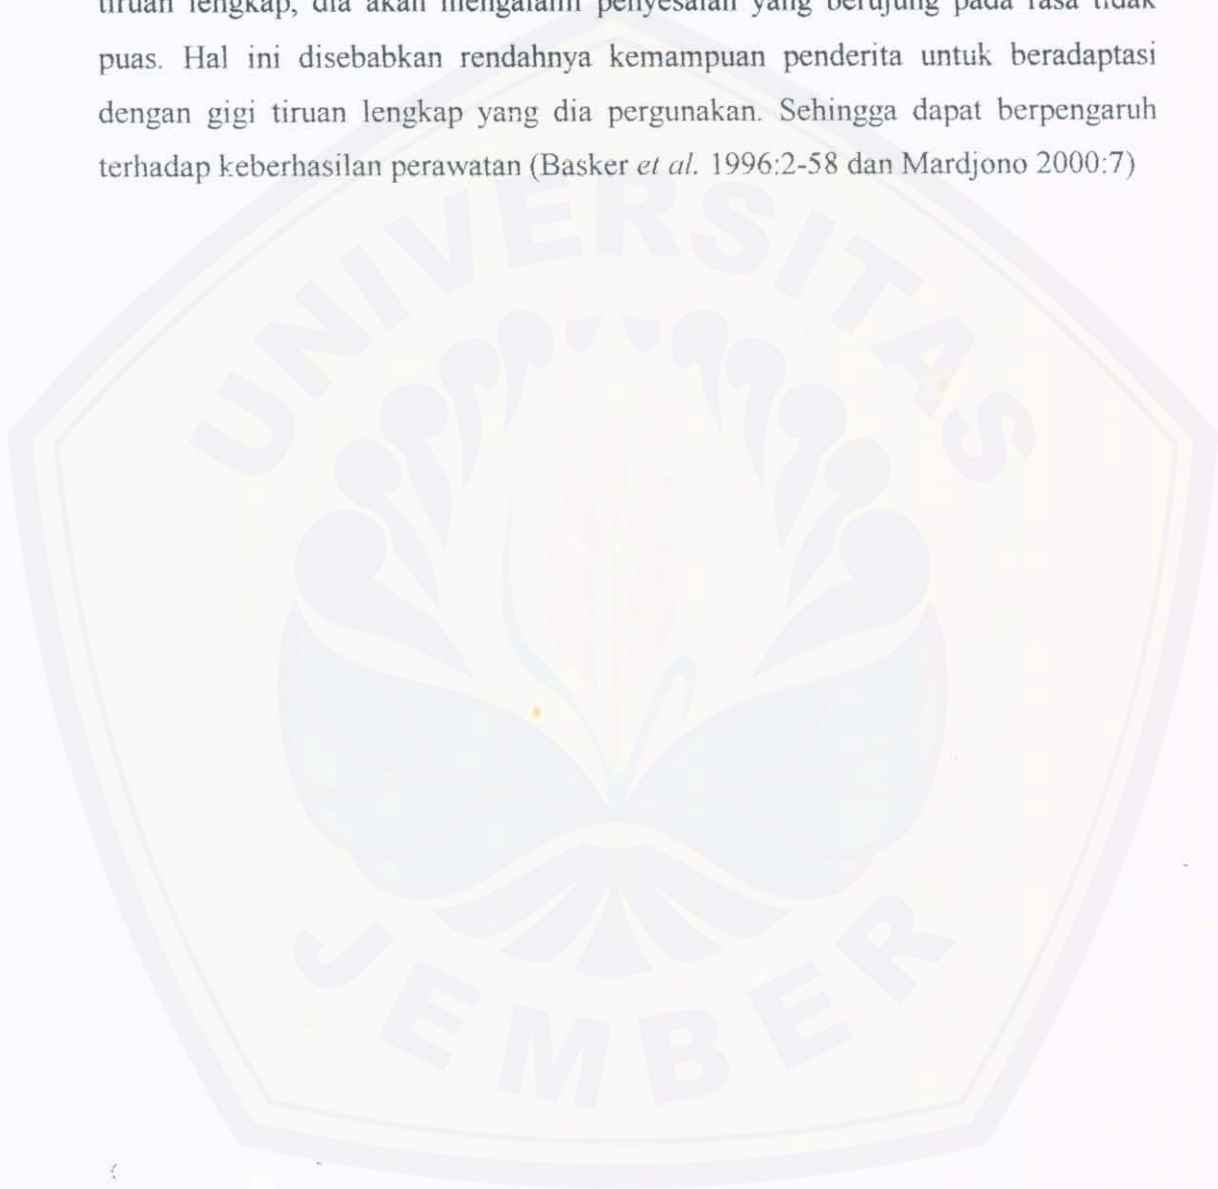 tiruan lengkap, dia akan mengalami penyesalan yang berujung pada rasa tidak
puas. Hal ini disebabkan rendahnya kemampuan penderita untuk beradaptasi
dengan gigi tiruan lengkap yang dia pergunakan. Sehingga dapat berpengaruh
terhadap keberhasilan perawatan (Basker et al. 1996:2-58 dan Mardjono 2000:7)
UNIVERSITAS
JEMBER